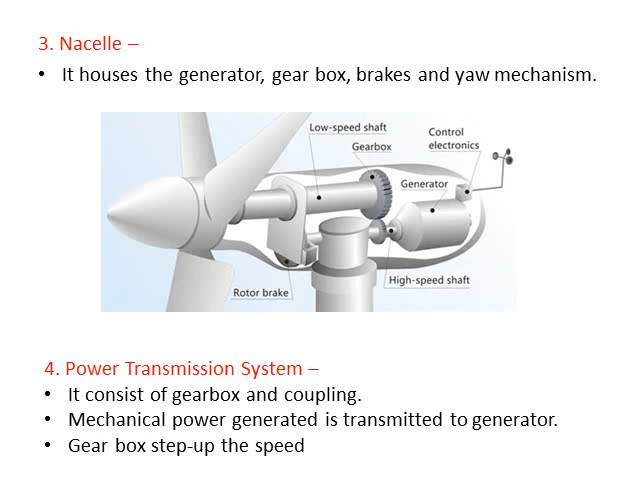 3. Nacelle –
• It houses the generator, gear box, brakes and yaw mechanism.
Low-speed shaft
Gearbox
Control
electronics
Generator
High-speed shaft
Rotor brake
4. Power Transmission System –
• It consist of gearbox and coupling.
• Mechanical power generated is transmitted to generator.
• Gear box step-up the speed